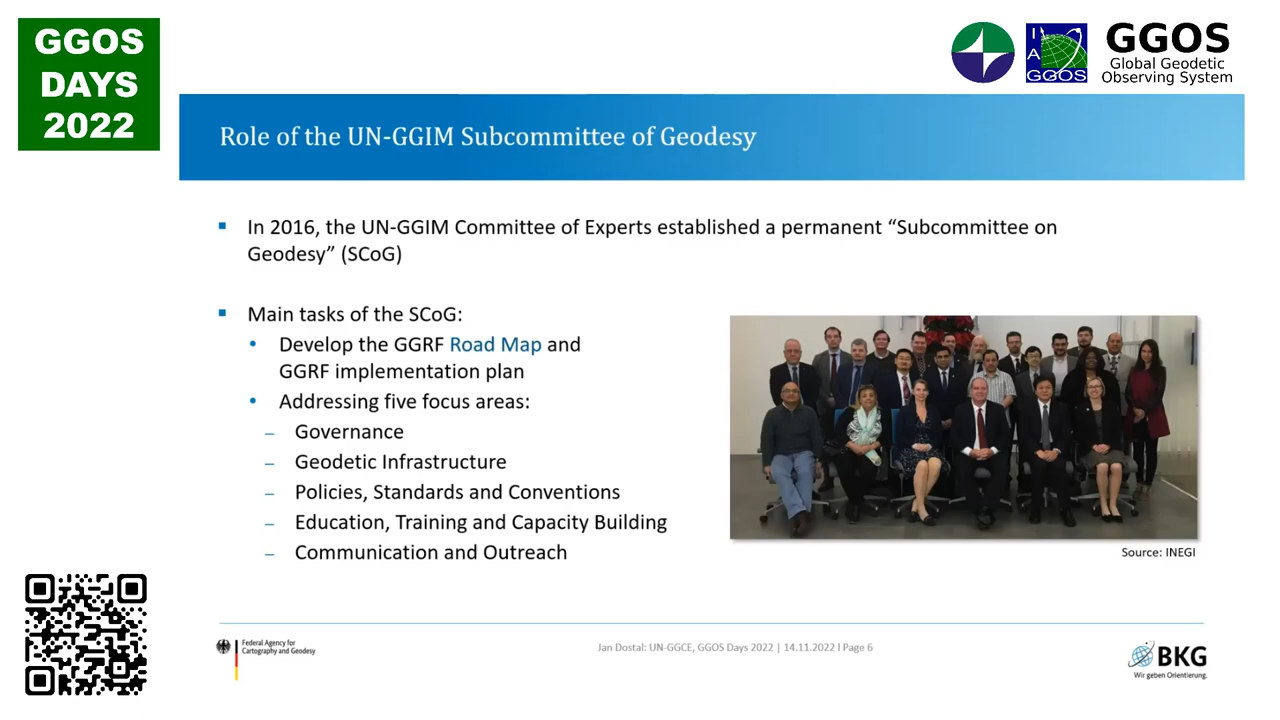 GGOS
DAYS
2022
I
A
GGOS
GGOS
Global Geodetic
Observing System
Role of the UN-GGIM Subcommittee of Geodesy
In 2016, the UN-GGIM Committee of Experts established a permanent “Subcommittee on
Geodesy” (SCoG)
Main tasks of the SCoG:
Develop the GGRF Road Map and
GGRF implementation plan
Addressing five focus areas:
– Governance
– Geodetic Infrastructure
– Policies, Standards and Conventions
– Education, Training and Capacity Building
– Communication and Outreach
Source: INEGI
Federal Agency for
Cartography and Geodesy
Jan Dostal: UN-GGCE, GGOS Days 2022 | 14.11.2022 I Page 6
BKG
Wir geben Orientierung.